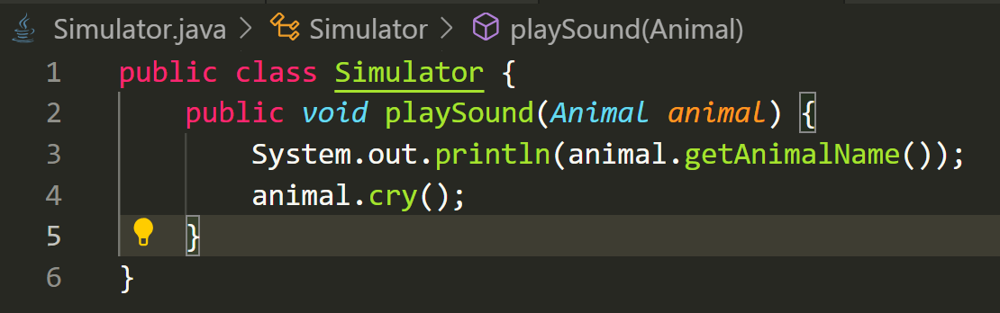 Simulator.java > Simulator > playSound(Animal)
1 public class Simulator {
2     public void playSound(Animal animal) {
3         System.out.println(animal.getAnimalName());
4         animal.cry();
5     }
6 }